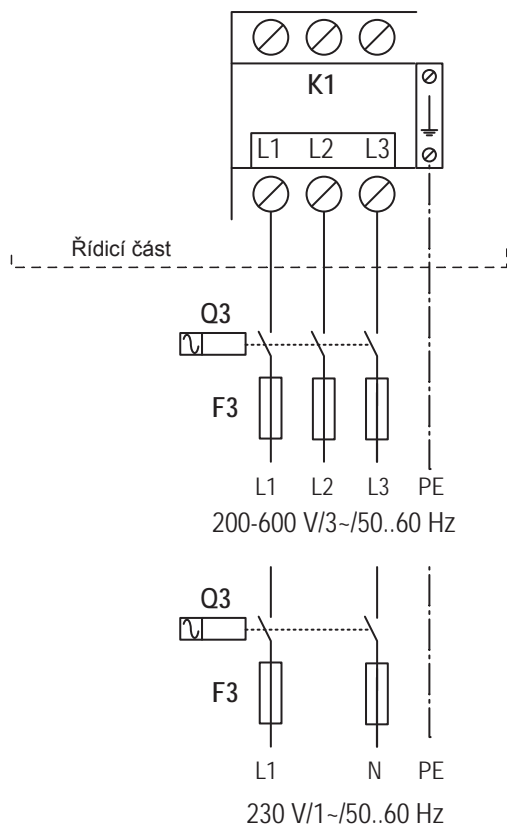 K1
L1 L2 L3
Řídicí část
Q3
F3
L1 L2 L3 PE
200-600 V/3~/50..60 Hz
Q3
F3
L1 N PE
230 V/1~/50..60 Hz